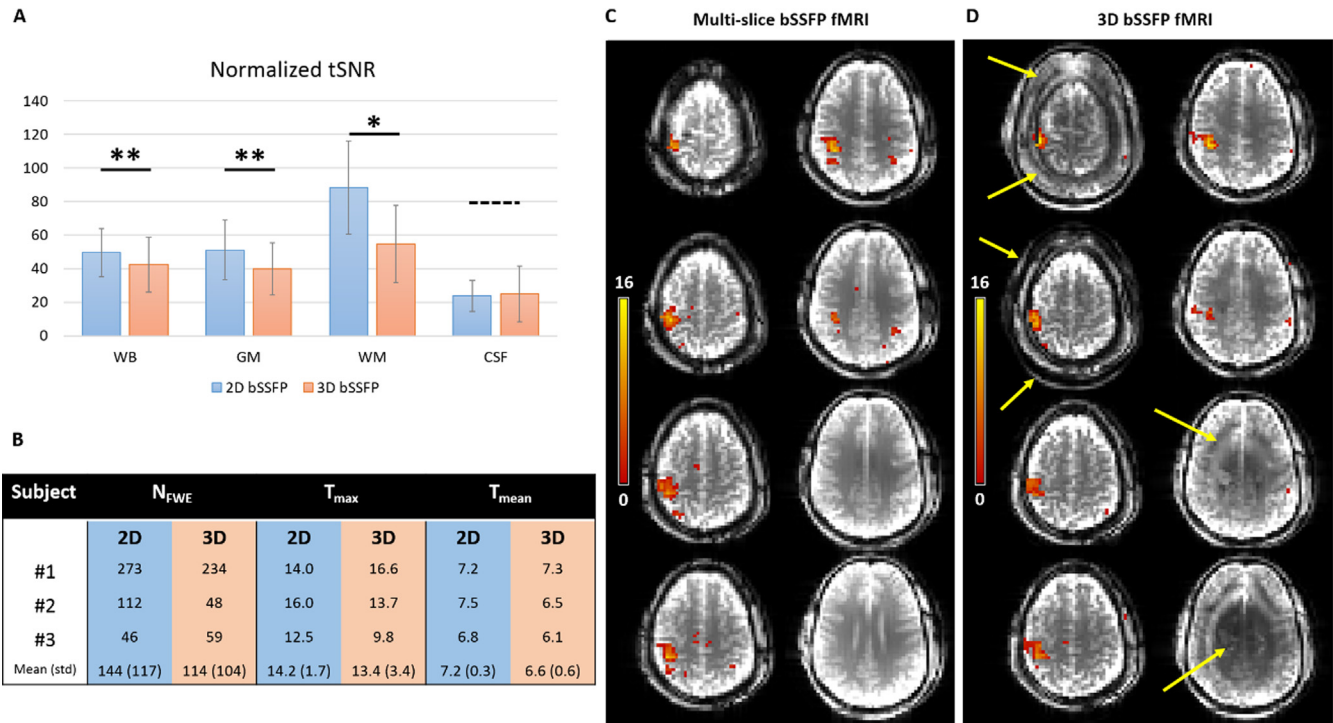 A
Normalized tSNR
140
120
100
80
60
40
20
0
**
**
*
WB GM WM CSF
2D bSSFP 3D bSSFP
B
Subject N_FWE T_max T_mean
2D 3D 2D 3D 2D 3D
#1 273 234 14.0 16.6 7.2 7.3
#2 112 48 16.0 13.7 7.5 6.5
#3 46 59 12.5 9.8 6.8 6.1
Mean (std) 144 (117) 114 (104) 14.2 (1.7) 13.4 (3.4) 7.2 (0.3) 6.6 (0.6)
C Multi-slice bSSFP fMRI
16
0
D 3D bSSFP fMRI
16
0